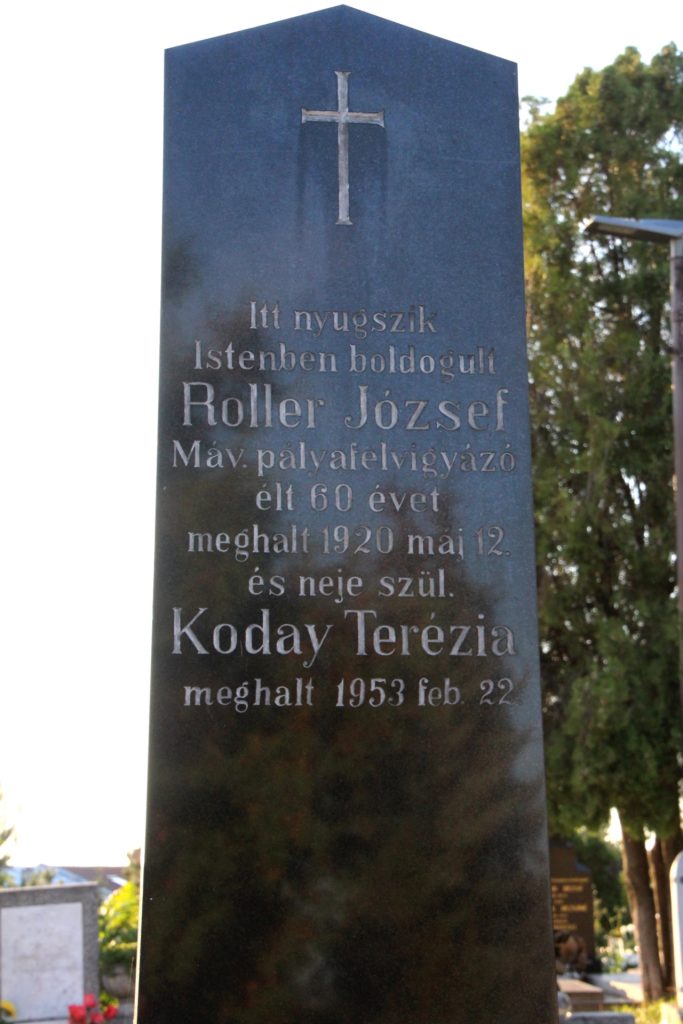 Itt nyugszik
Istenben boldogult
Roller József
Máv. pályafelvigyázó
élt 60 évet
meghalt 1920 máj 12.
és neje szül.
Koday Terézia
meghalt 1953 feb. 22.